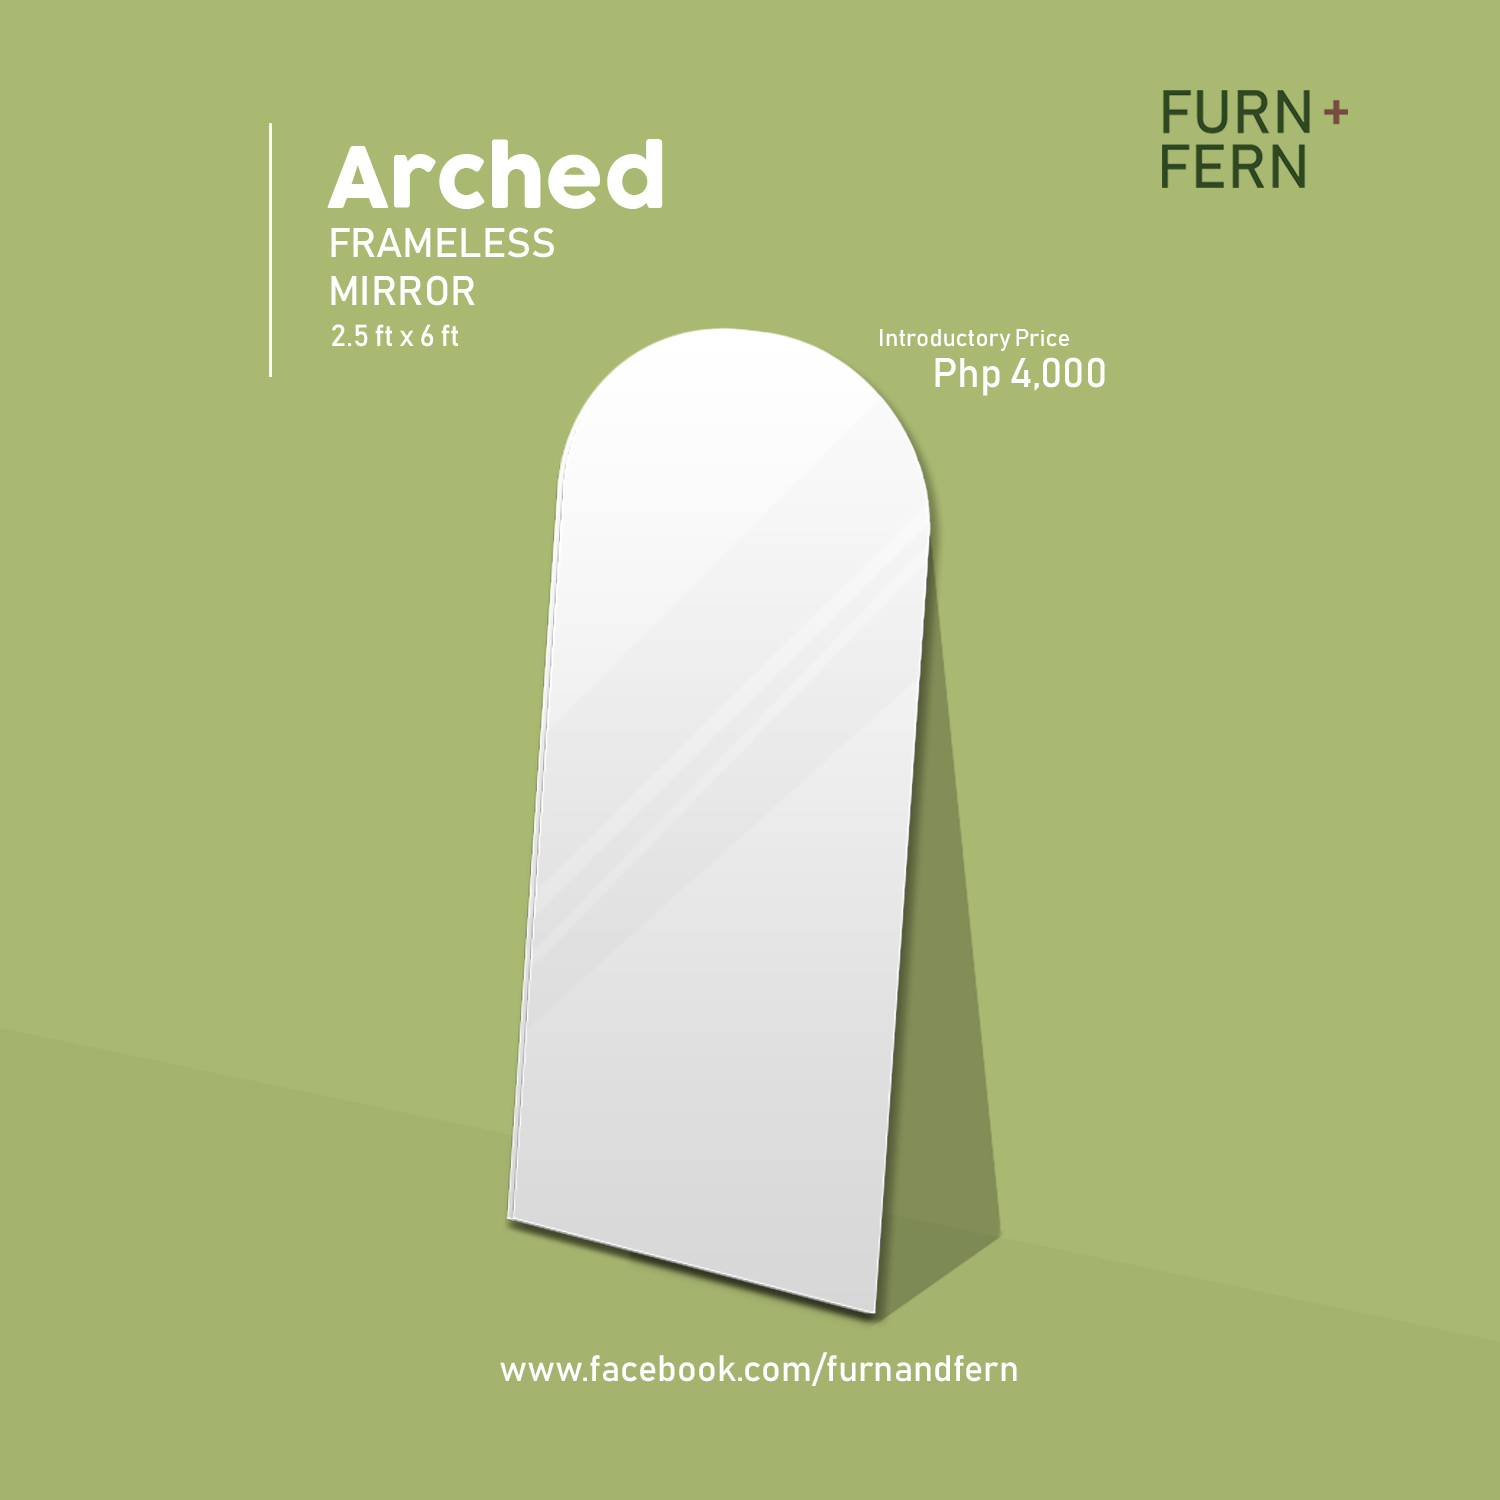 FURN +
FERN
Arched
FRAMELESS
MIRROR
2.5 ft x 6 ft
Introductory Price
Php 4,000
www.facebook.com/furnandfern